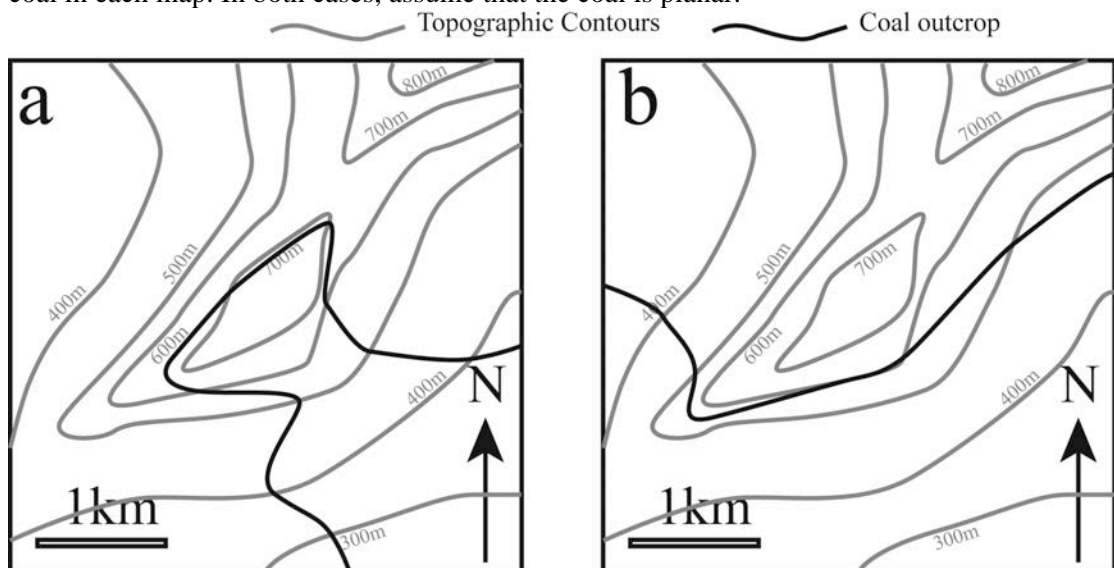 coal in each map. In both cases, assume that the coal is planar.
Topographic Contours Coal outcrop
a
800m
700m
700m
500m
400m
600m
400m
N
1km
300m
b
800m
700m
700m
500m
400m
600m
400m
N
1km
300m